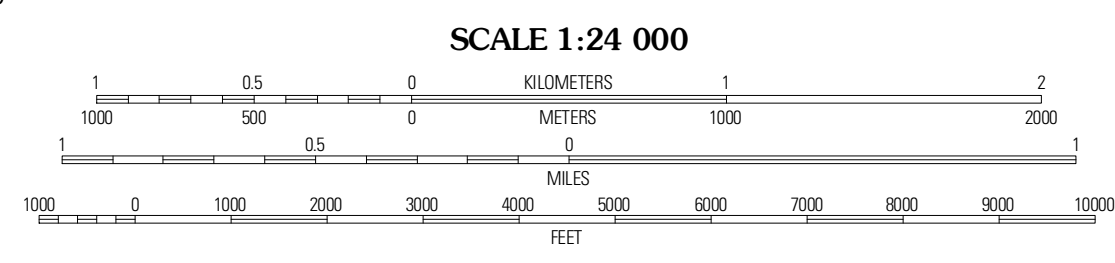 SCALE 1:24 000
1 0.5 0 KILOMETERS 1 2
1000 500 0 METERS 1000 2000
1 0.5 0 1
MILES
1000 0 1000 2000 3000 4000 5000 6000 7000 8000 9000 10000
FEET